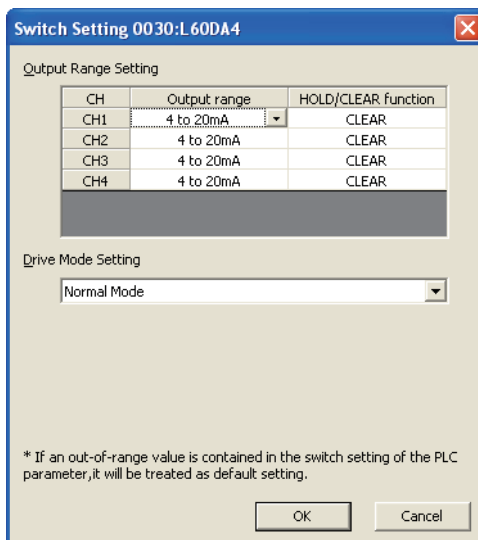 Switch Setting 0030:L60DA4
Output Range Setting
CH Output range HOLD/CLEAR function
CH1 4 to 20mA CLEAR
CH2 4 to 20mA CLEAR
CH3 4 to 20mA CLEAR
CH4 4 to 20mA CLEAR
Drive Mode Setting
Normal Mode
* If an out-of-range value is contained in the switch setting of the PLC
parameter,it will be treated as default setting.
OK Cancel